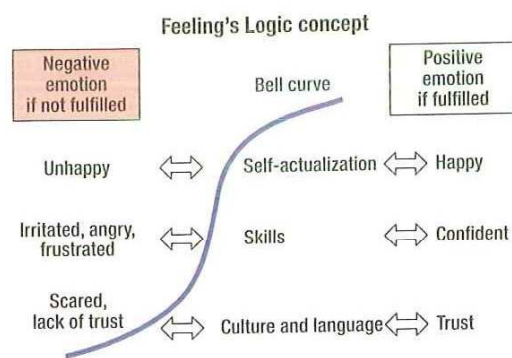 Feeling's Logic concept
Negative
emotion
if not fulfilled
Bell curve
Positive
emotion
if fulfilled
Unhappy
Self-actualization
Happy
Irritated, angry,
frustrated
Skills
Confident
Scared,
lack of trust
Culture and language
Trust